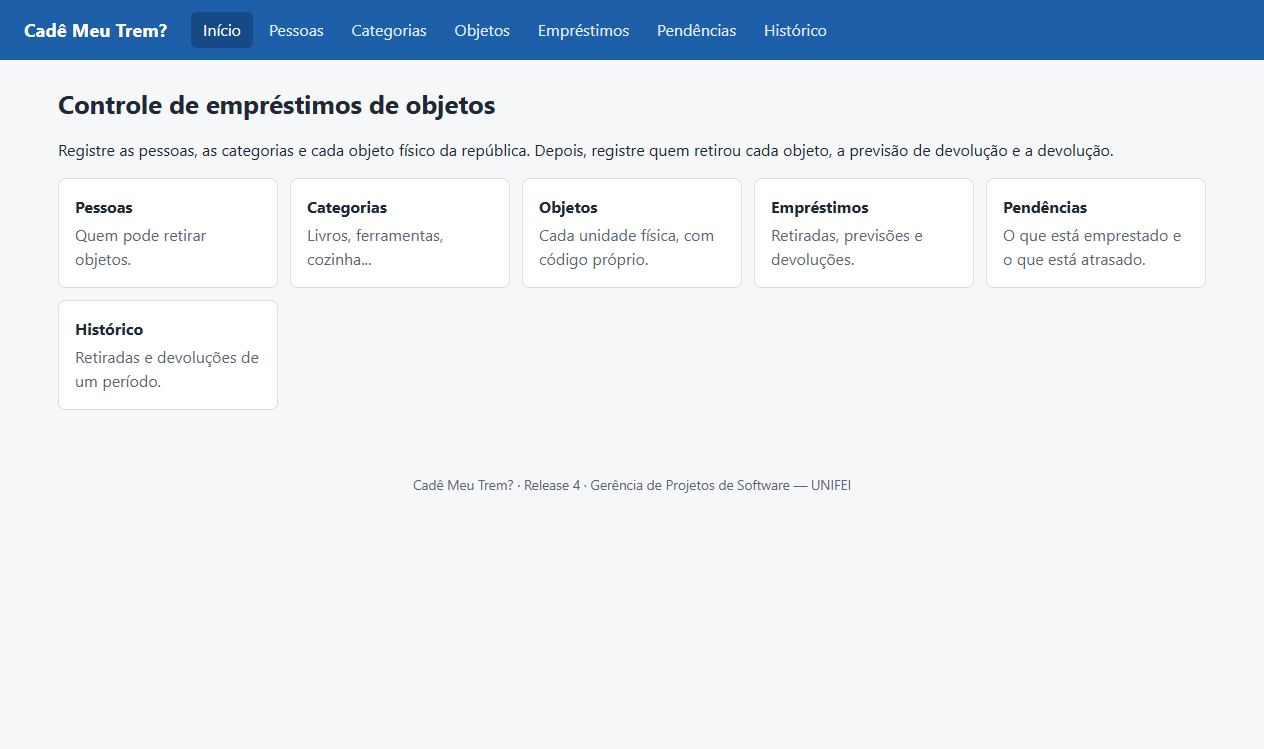 Cadê Meu Trem? Início Pessoas Categorias Objetos Empréstimos Pendências Histórico
Controle de empréstimos de objetos
Registre as pessoas, as categorias e cada objeto físico da república. Depois, registre quem retirou cada objeto, a previsão de devolução e a devolução.
Pessoas
Quem pode retirar
objetos.
Categorias
Livros, ferramentas,
cozinha...
Objetos
Cada unidade física, com
código próprio.
Empréstimos
Retiradas, previsões e
devoluções.
Pendências
O que está emprestado e
o que está atrasado.
Histórico
Retiradas e devoluções de
um período.
Cadê Meu Trem? · Release 4 · Gerência de Projetos de Software — UNIFEI